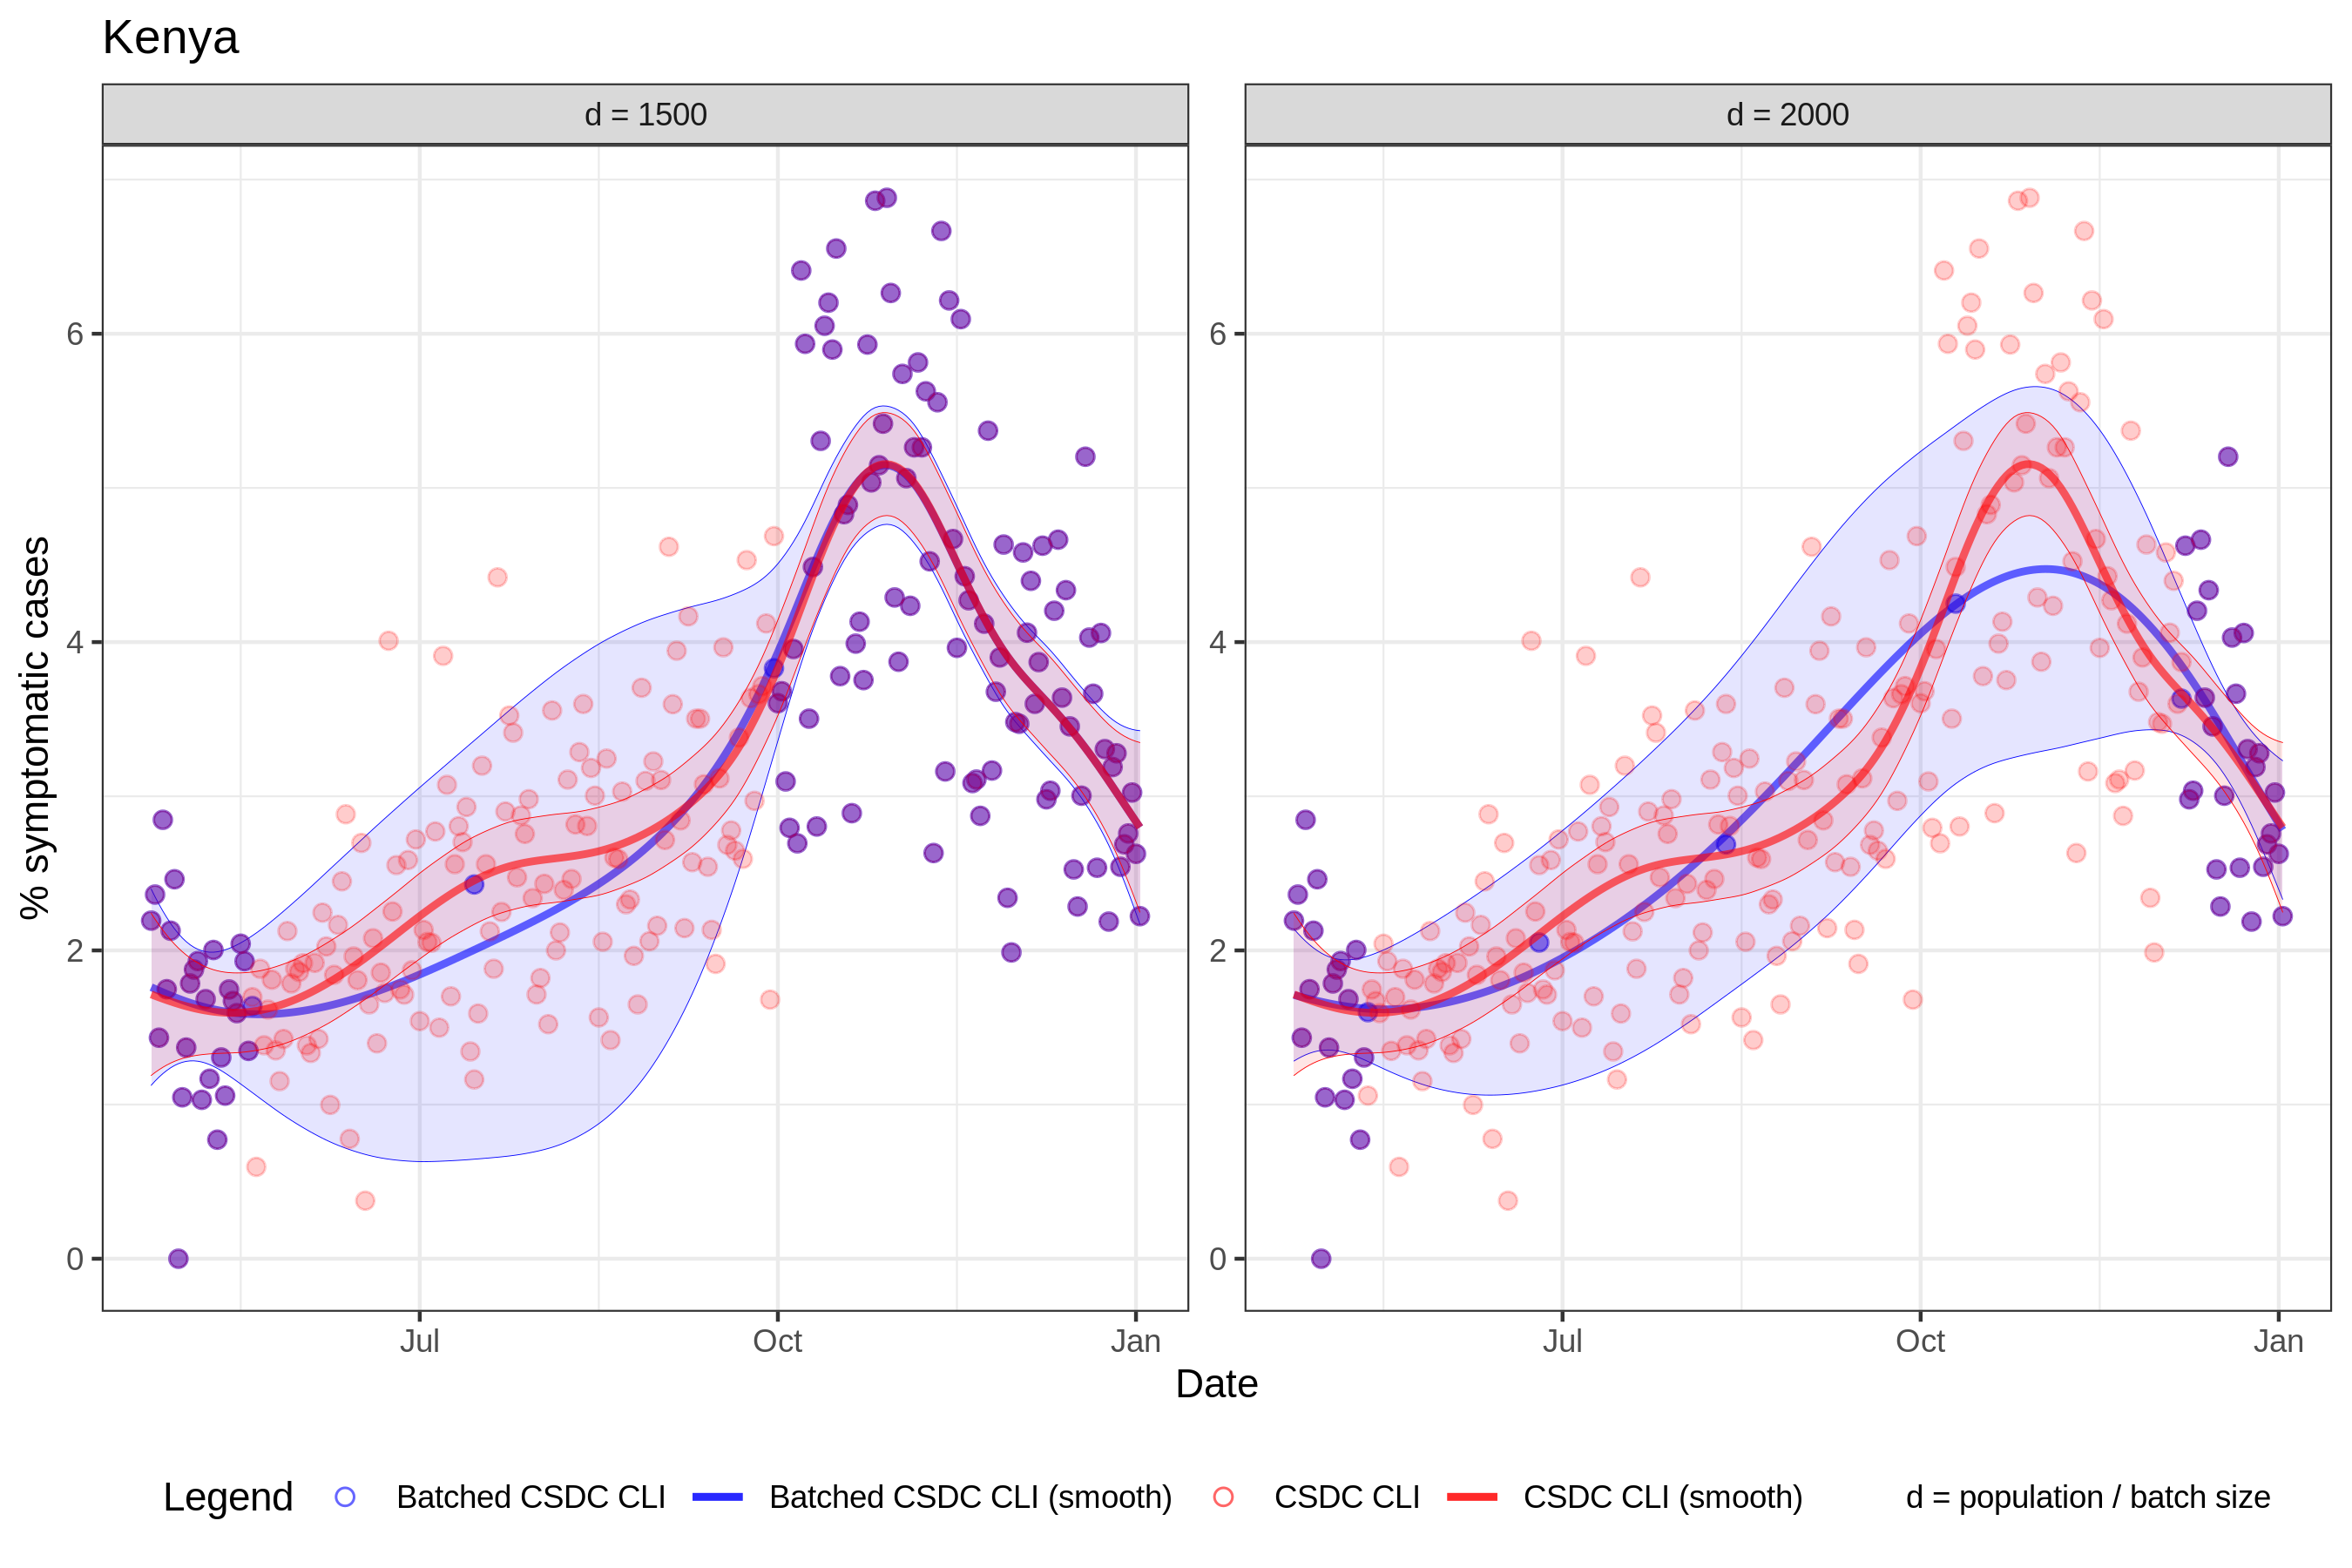 Kenya
d = 1500
d = 2000
% symptomatic cases
6
4
2
0
6
4
2
0
Jul
Oct
Jan
Jul
Oct
Jan
Date
Legend
Batched CSDC CLI
Batched CSDC CLI (smooth)
CSDC CLI
CSDC CLI (smooth)
d = population / batch size